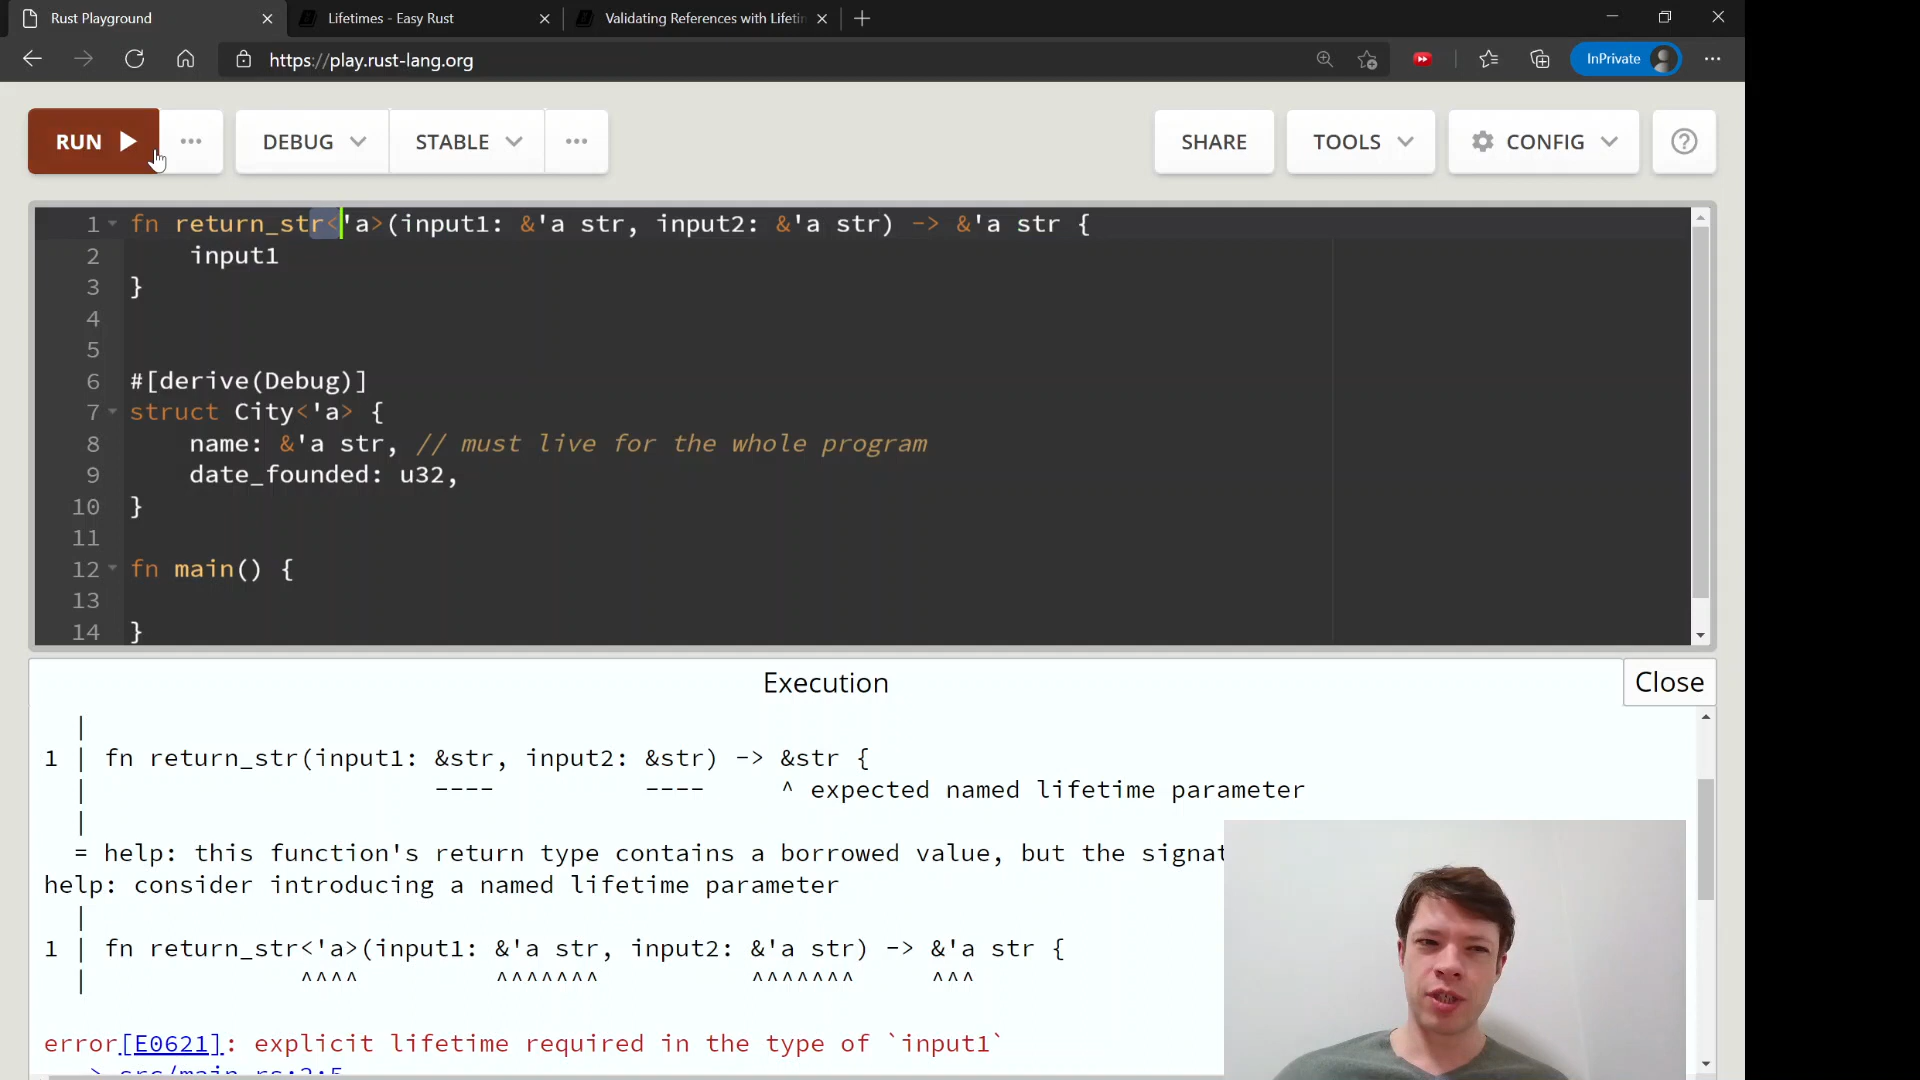 Rust Playground
Lifetimes - Easy Rust
Validating References with Lifetin
https://play.rust-lang.org
InPrivate
RUN
DEBUG
STABLE
SHARE
TOOLS
CONFIG
1 fn return_str<'a>(input1: &'a str, input2: &'a str) -> &'a str {
2 input1
3 }
4
5
6 #[derive(Debug)]
7 struct City<'a> {
8 name: &'a str, // must live for the whole program
9 date_founded: u32,
10 }
11
12 fn main() {
13
14 }
Execution
Close
|
1 | fn return_str(input1: &str, input2: &str) -> &str {
| ---- ---- ^ expected named lifetime parameter
|
= help: this function's return type contains a borrowed value, but the signat
help: consider introducing a named lifetime parameter
|
1 | fn return_str<'a>(input1: &'a str, input2: &'a str) -> &'a str {
| ^^^^ ^^^^^^^ ^^^^^^^ ^^^
error[E0621]: explicit lifetime required in the type of `input1`
--> src/main.rs:2:5